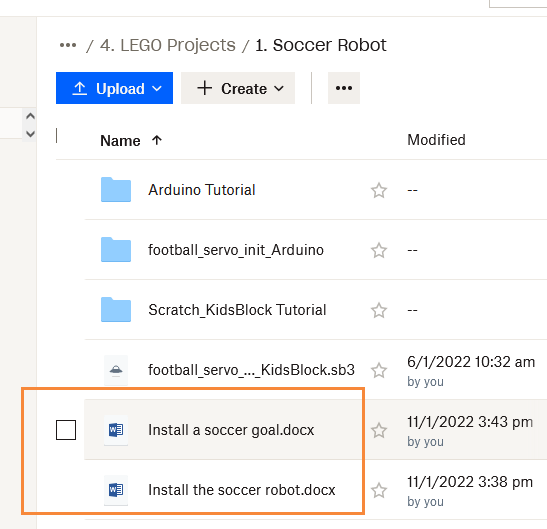 ··· / 4. LEGO Projects / 1. Soccer Robot
Upload Create ···
Name Modified
Arduino Tutorial --
football_servo_init_Arduino --
Scratch_KidsBlock Tutorial --
football_servo_..._KidsBlock.sb3 6/1/2022 10:32 am
by you
Install a soccer goal.docx 11/1/2022 3:43 pm
by you
Install the soccer robot.docx 11/1/2022 3:38 pm
by you